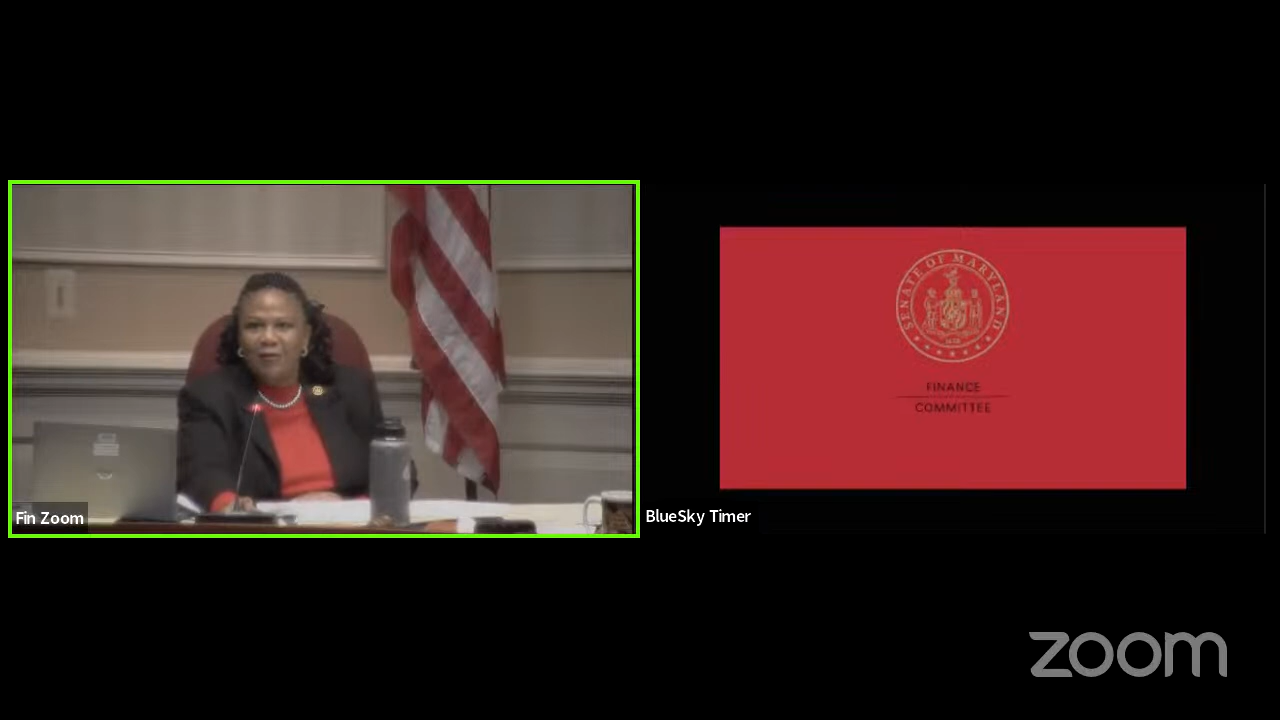 SENATE OF MARYLAND
FINANCE
COMMITTEE
Fin Zoom
BlueSky Timer
zoom